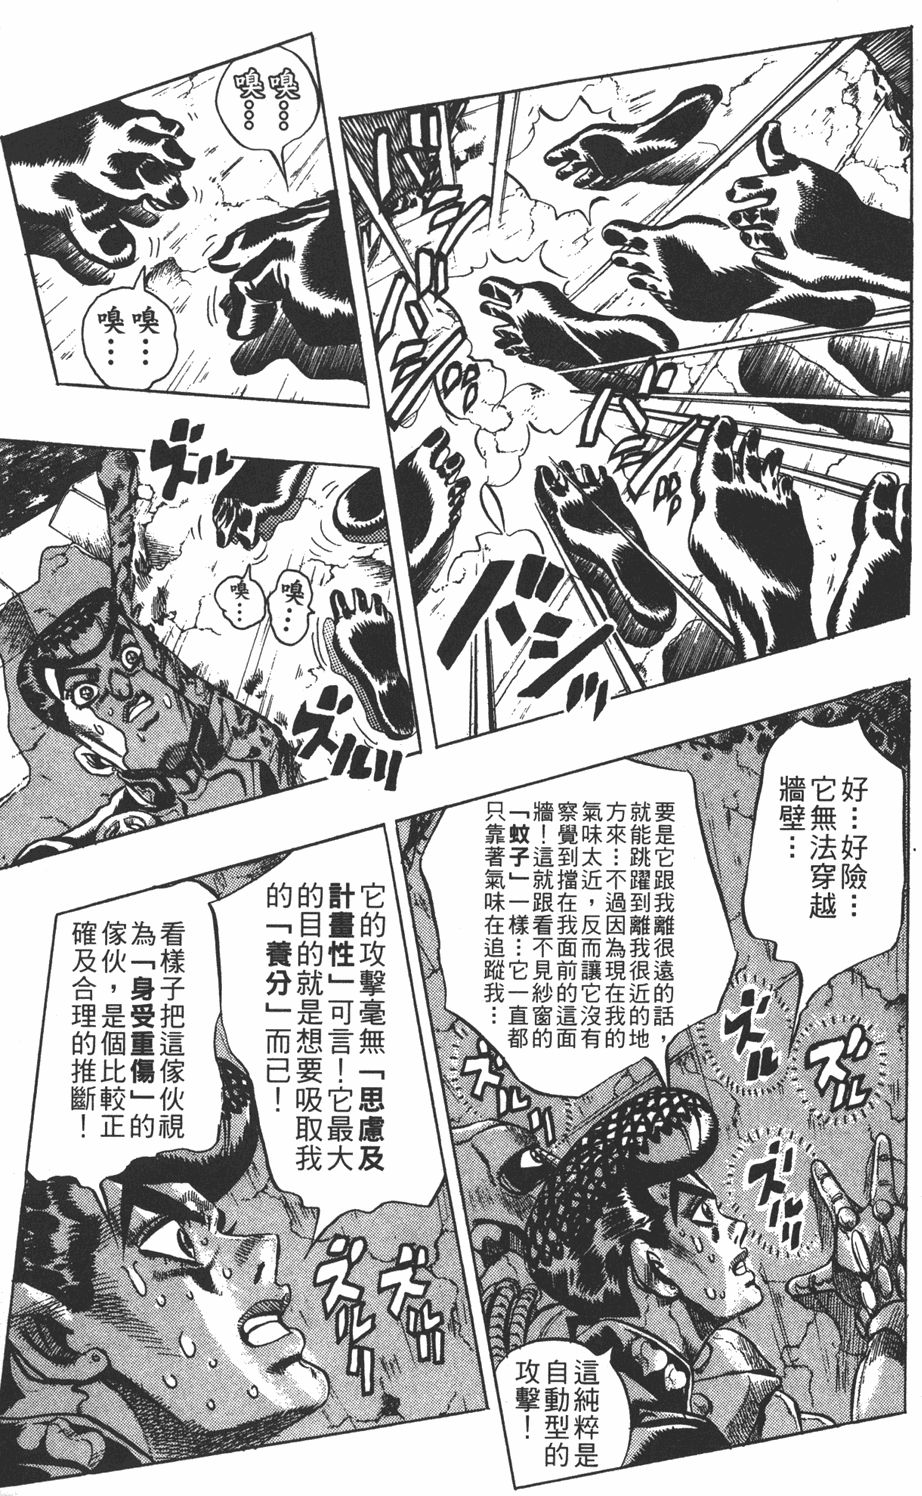 バシ
ズル
嗅…嗅…
嗅…嗅…
ズル
嗅…嗅…
ズルル
好…好險…
它無法穿越
牆壁…
要是它跟我離很遠的話，
就能跳躍到離我很近的地
方來…不過因為現在我的
氣味太近，反而讓它沒有
察覺到擋在我面前的這面
牆！這就跟看不見紗窗的
「蚊子」一樣…它一直都
只靠著氣味在追蹤我…
ズル
ズル
ズル
ズル
這純粹是
自動型的
攻擊！
它的攻擊毫無「思慮及
計畫性」可言！它最大
的目的就是想要吸取我
的「養分」而已！
看樣子把這傢伙視
為「身受重傷」的
傢伙，是個比較正
確及合理的推斷！
ズル
ズル